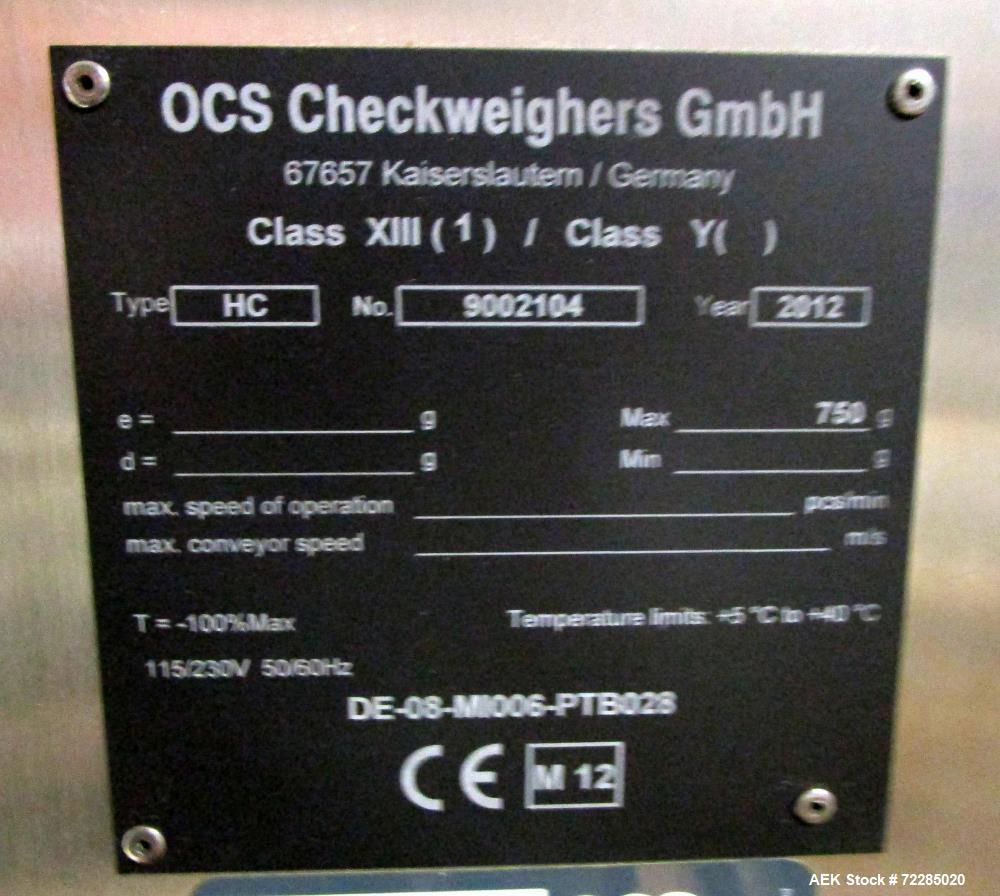 OCS Checkweighers GmbH
67657 Kaiserslautern / Germany
Class XIII ( 1 ) / Class Y( )
Type HC No. 9002104 Year 2012
e = g Max 750 g
d = g Min g
max. speed of operation pcs/min
max. conveyor speed m/s
T = -100%Max Temperature limits: +5 °C to +40 °C
115/230V 50/60Hz
DE-08-MI006-PTB028
CE M 12
AEK Stock # 72285020